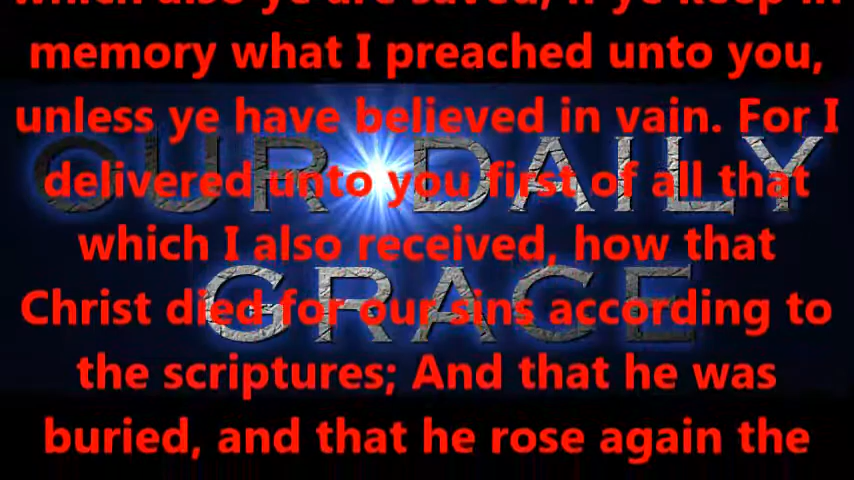 which also ye are saved, if ye keep in
memory what I preached unto you,
unless ye have believed in vain. For I
delivered unto you first of all that
which I also received, how that
Christ died for our sins according to
the scriptures; And that he was
buried, and that he rose again the
OUR DAILY
GRACE